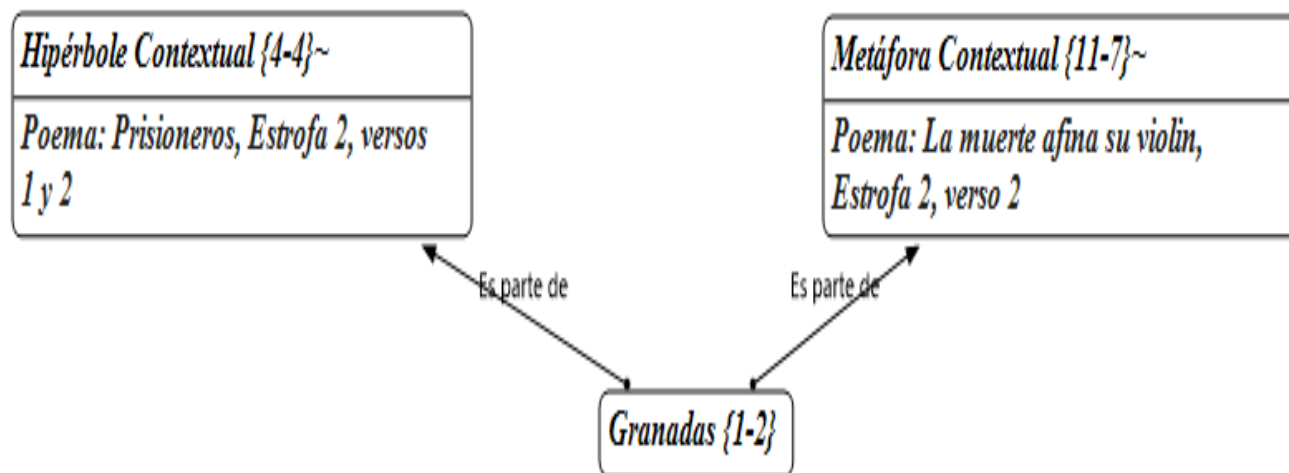 Hipérbole Contextual {4-4}~
Poema: Prisioneros, Estrofa 2, versos
1 y 2
Metáfora Contextual {11-7}~
Poema: La muerte afina su violin,
Estrofa 2, verso 2
Es parte de
Es parte de
Granadas {1-2}